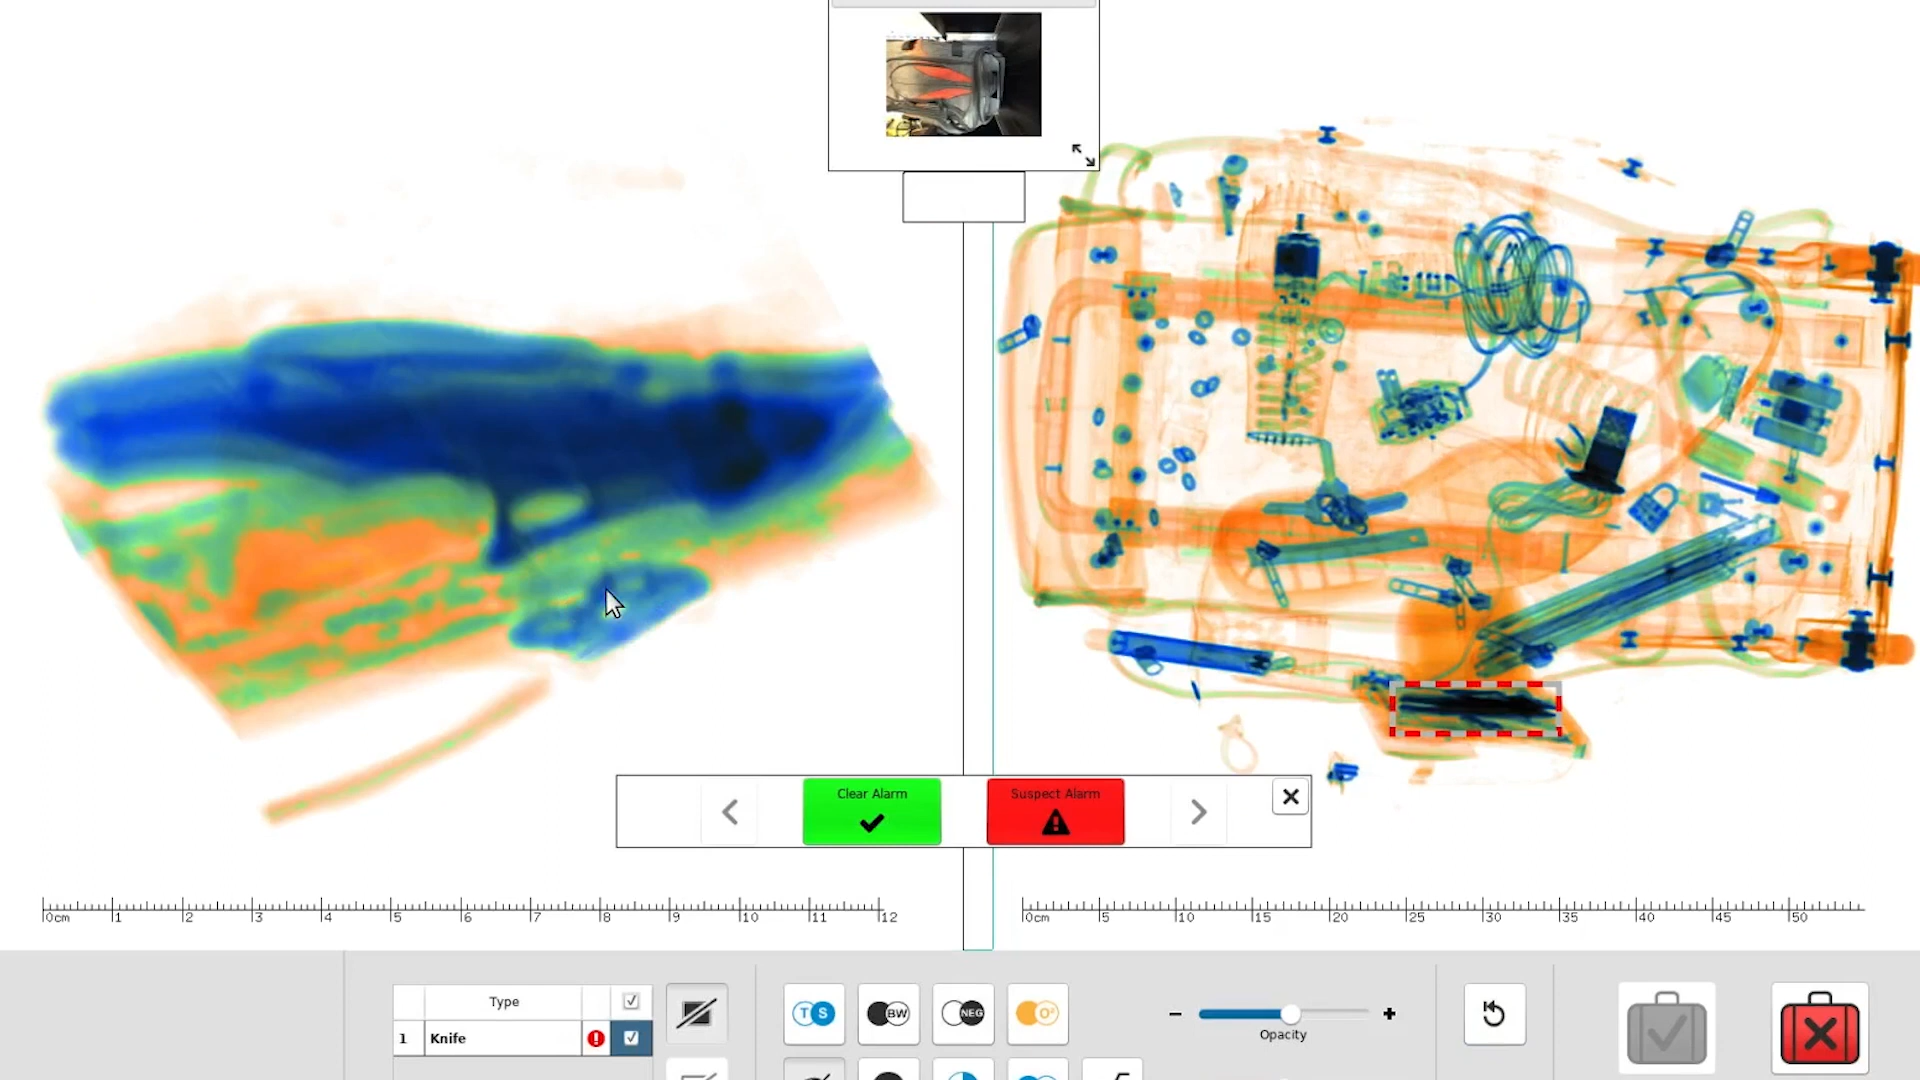 Clear Alarm
Suspect Alarm
0cm 1 2 3 4 5 6 7 8 9 10 11 12
0cm 5 10 15 20 25 30 35 40 45 50
Type
1 Knife
TS
BW
NEG
O²
− +
Opacity